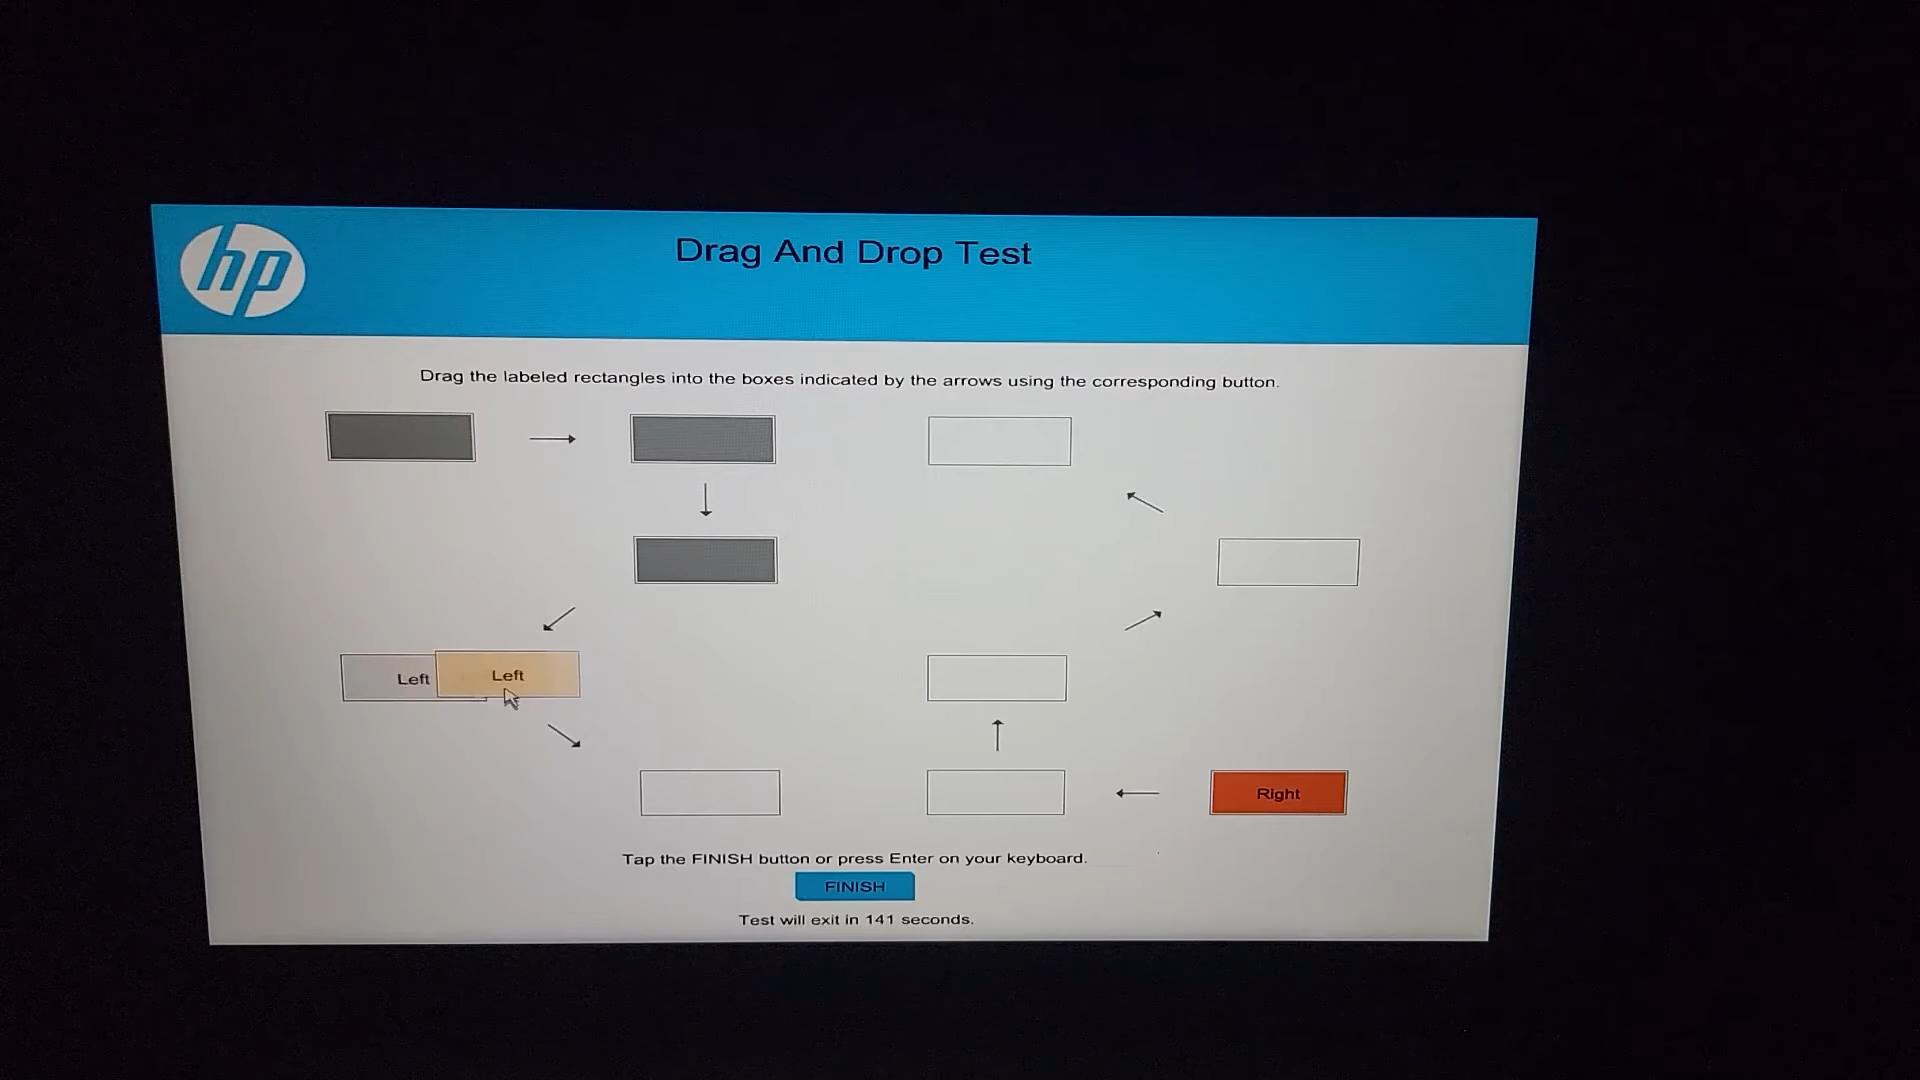 hp
Drag And Drop Test
Drag the labeled rectangles into the boxes indicated by the arrows using the corresponding button.
Left
Left
Right
Tap the FINISH button or press Enter on your keyboard.
FINISH
Test will exit in 141 seconds.